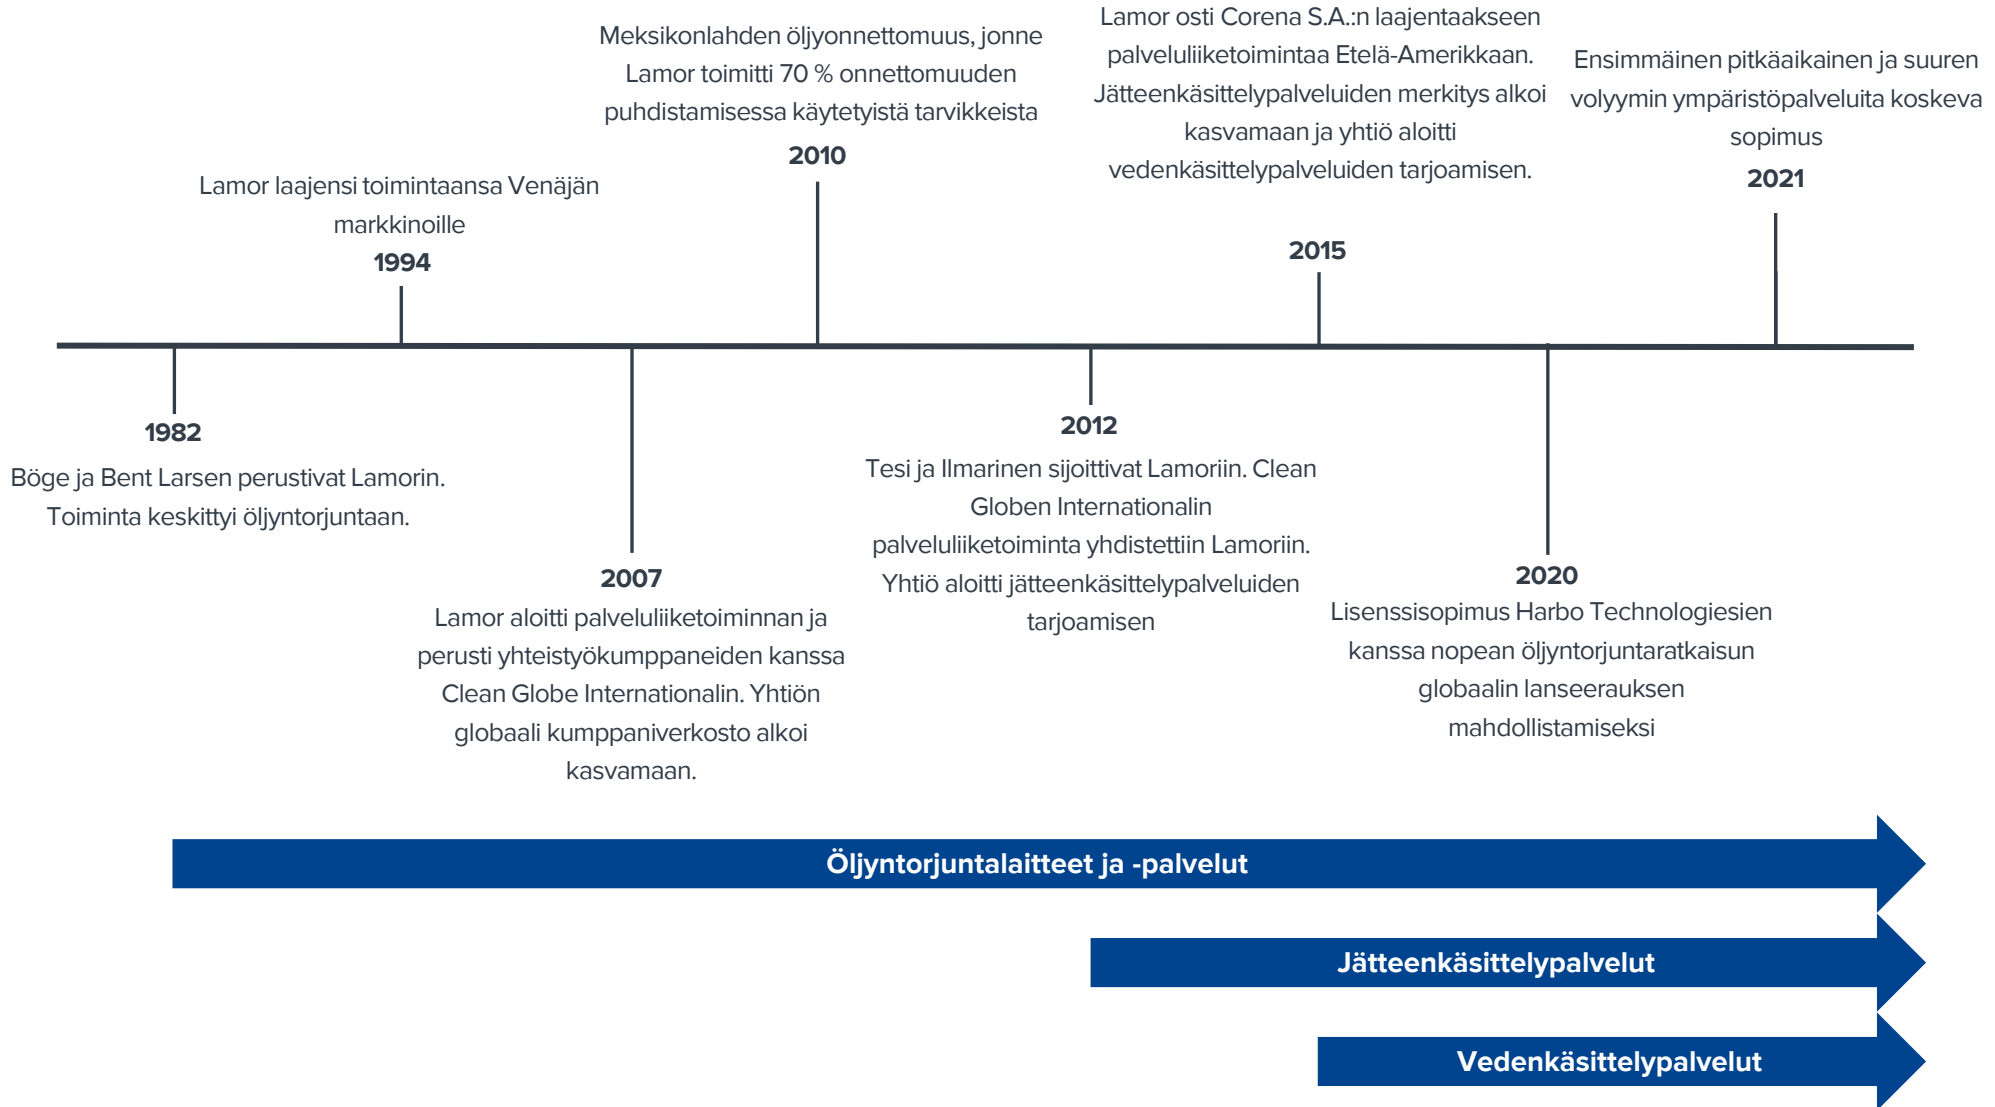 Meksikonlahden öljyonnettomuus, jonne
Lamor toimitti 70 % onnettomuuden
puhdistamisessa käytetyistä tarvikkeista
2010
Lamor osti Corena S.A.:n laajentaakseen
palveluliiketoimintaa Etelä-Amerikkaan.
Jätteenkäsittelypalveluiden merkitys alkoi
kasvamaan ja yhtiö aloitti
vedenkäsittelypalveluiden tarjoamisen.
2015
Ensimmäinen pitkäaikainen ja suuren
volyymin ympäristöpalveluita koskeva
sopimus
2021
Lamor laajensi toimintaansa Venäjän
markkinoille
1994
1982
Böge ja Bent Larsen perustivat Lamorin.
Toiminta keskittyi öljyntorjuntaan.
2007
Lamor aloitti palveluliiketoiminnan ja
perusti yhteistyökumppaneiden kanssa
Clean Globe Internationalin. Yhtiön
globaali kumppaniverkosto alkoi
kasvamaan.
2012
Tesi ja Ilmarinen sijoittivat Lamoriin. Clean
Globen Internationalin
palveluliiketoiminta yhdistettiin Lamoriin.
Yhtiö aloitti jätteenkäsittelypalveluiden
tarjoamisen
2020
Lisenssisopimus Harbo Technologiesien
kanssa nopean öljyntorjuntaratkaisun
globaalin lanseerauksen
mahdollistamiseksi
Öljyntorjuntalaitteet ja -palvelut
Jätteenkäsittelypalvelut
Vedenkäsittelypalvelut